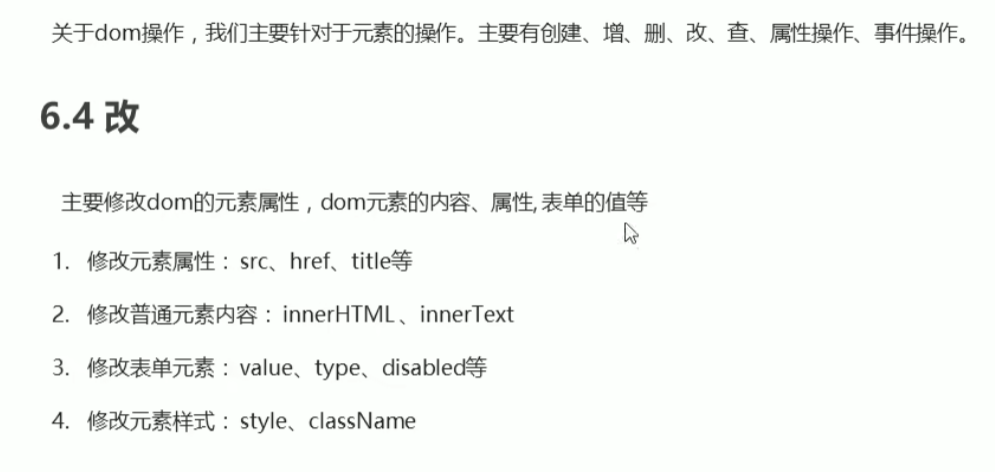 关于dom操作，我们主要针对于元素的操作。主要有创建、增、删、改、查、属性操作、事件操作。
6.4 改
主要修改dom的元素属性，dom元素的内容、属性, 表单的值等
1. 修改元素属性：src、href、title等
2. 修改普通元素内容：innerHTML、innerText
3. 修改表单元素：value、type、disabled等
4. 修改元素样式：style、className